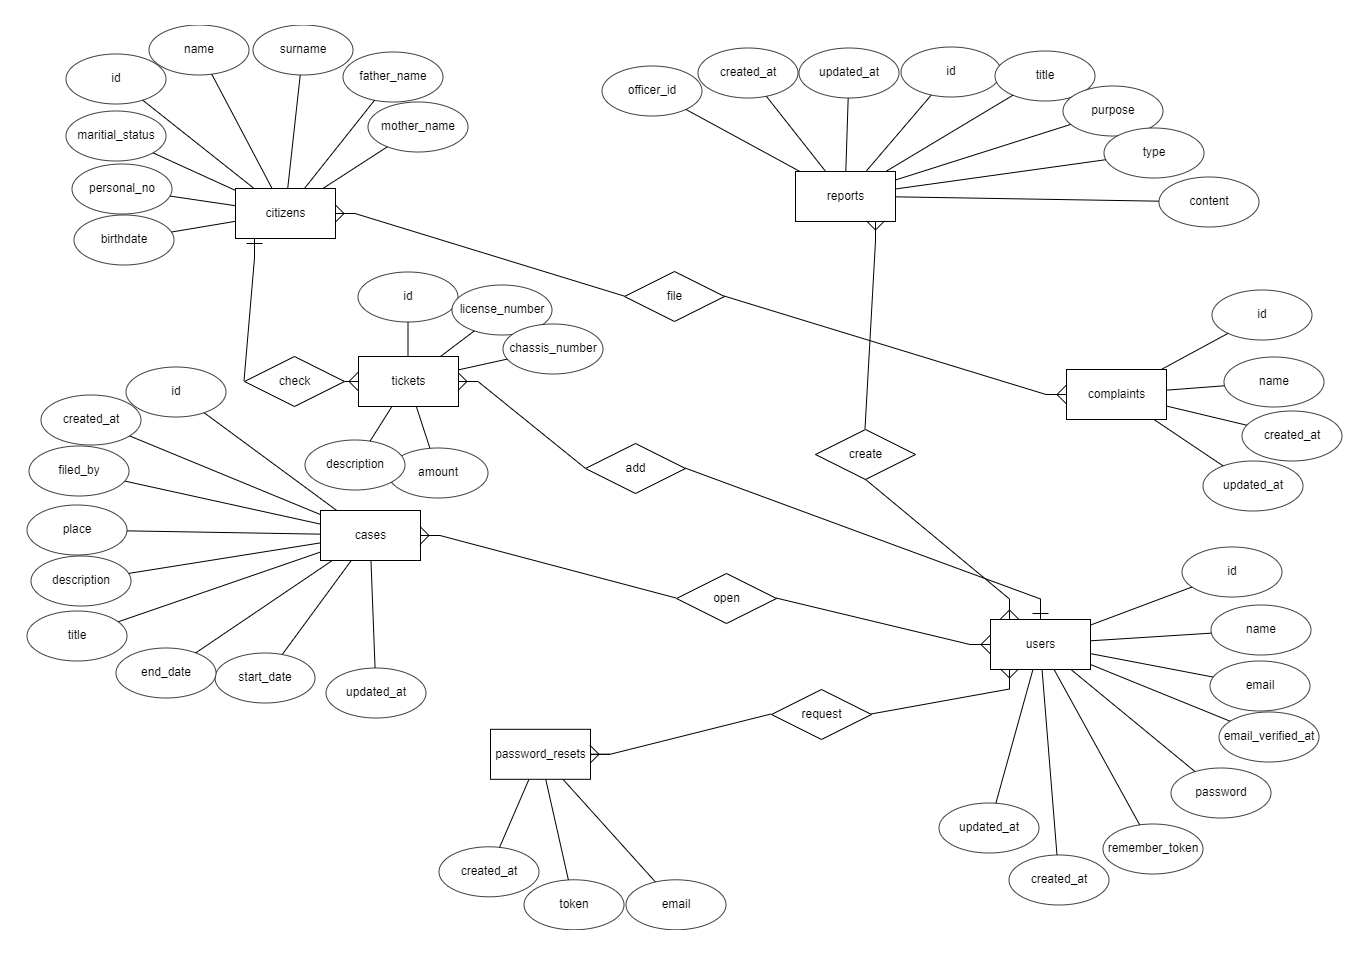 name
surname
id
father_name
maritial_status
mother_name
personal_no
birthdate
citizens
officer_id
created_at
updated_at
id
title
purpose
type
content
reports
file
id
license_number
chassis_number
check
tickets
description
amount
id
name
created_at
updated_at
complaints
create
add
id
created_at
filed_by
place
description
title
end_date
start_date
updated_at
cases
open
users
id
name
email
email_verified_at
password
remember_token
created_at
updated_at
request
password_resets
created_at
token
email